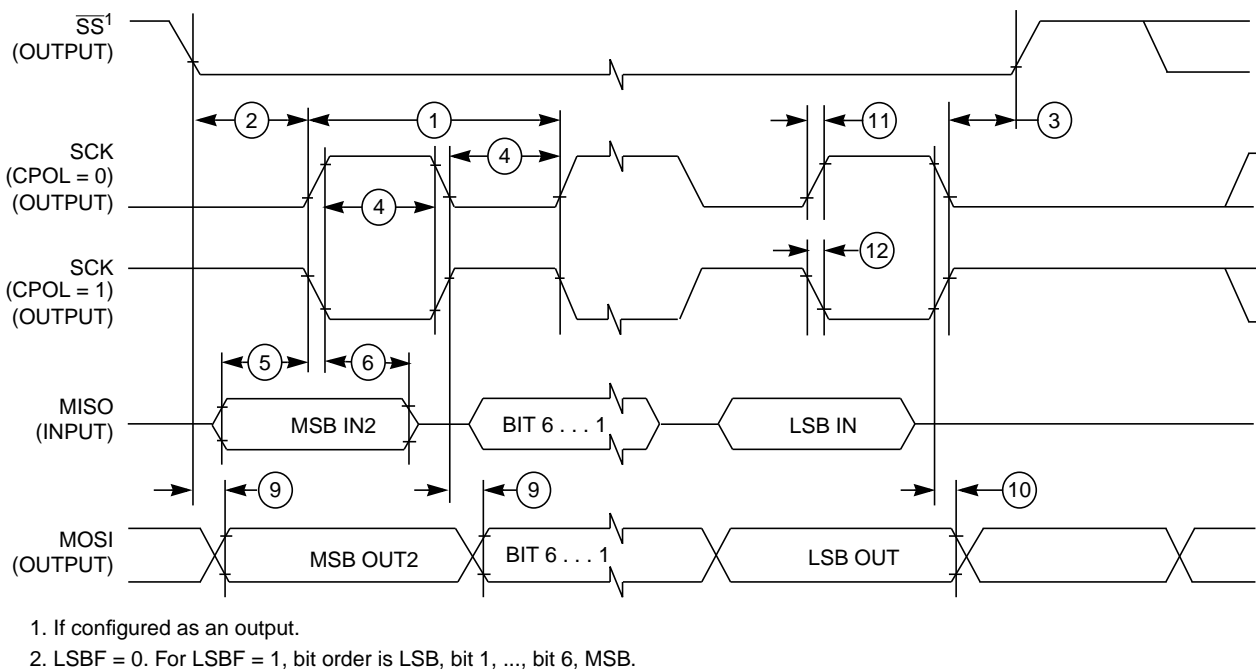 SS1
(OUTPUT)
2
1
11
3
SCK
(CPOL = 0)
(OUTPUT)
4
4
SCK
(CPOL = 1)
(OUTPUT)
12
5
6
MISO
(INPUT)
MSB IN2
BIT 6 . . . 1
LSB IN
9
9
10
MOSI
(OUTPUT)
MSB OUT2
BIT 6 . . . 1
LSB OUT
1. If configured as an output.
2. LSBF = 0. For LSBF = 1, bit order is LSB, bit 1, ..., bit 6, MSB.